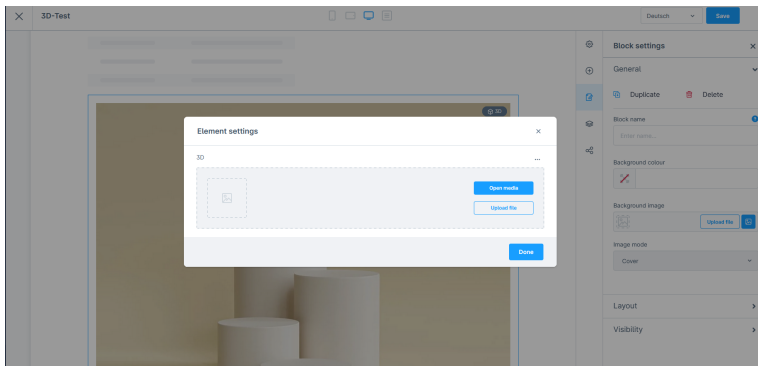 3D-Test
Deutsch
Save
3D
Element settings
3D
...
Open media
Upload file
Done
Block settings
General
Duplicate
Delete
Block name
?
Enter name...
Background colour
Background image
Upload file
Image mode
Cover
Layout
Visibility